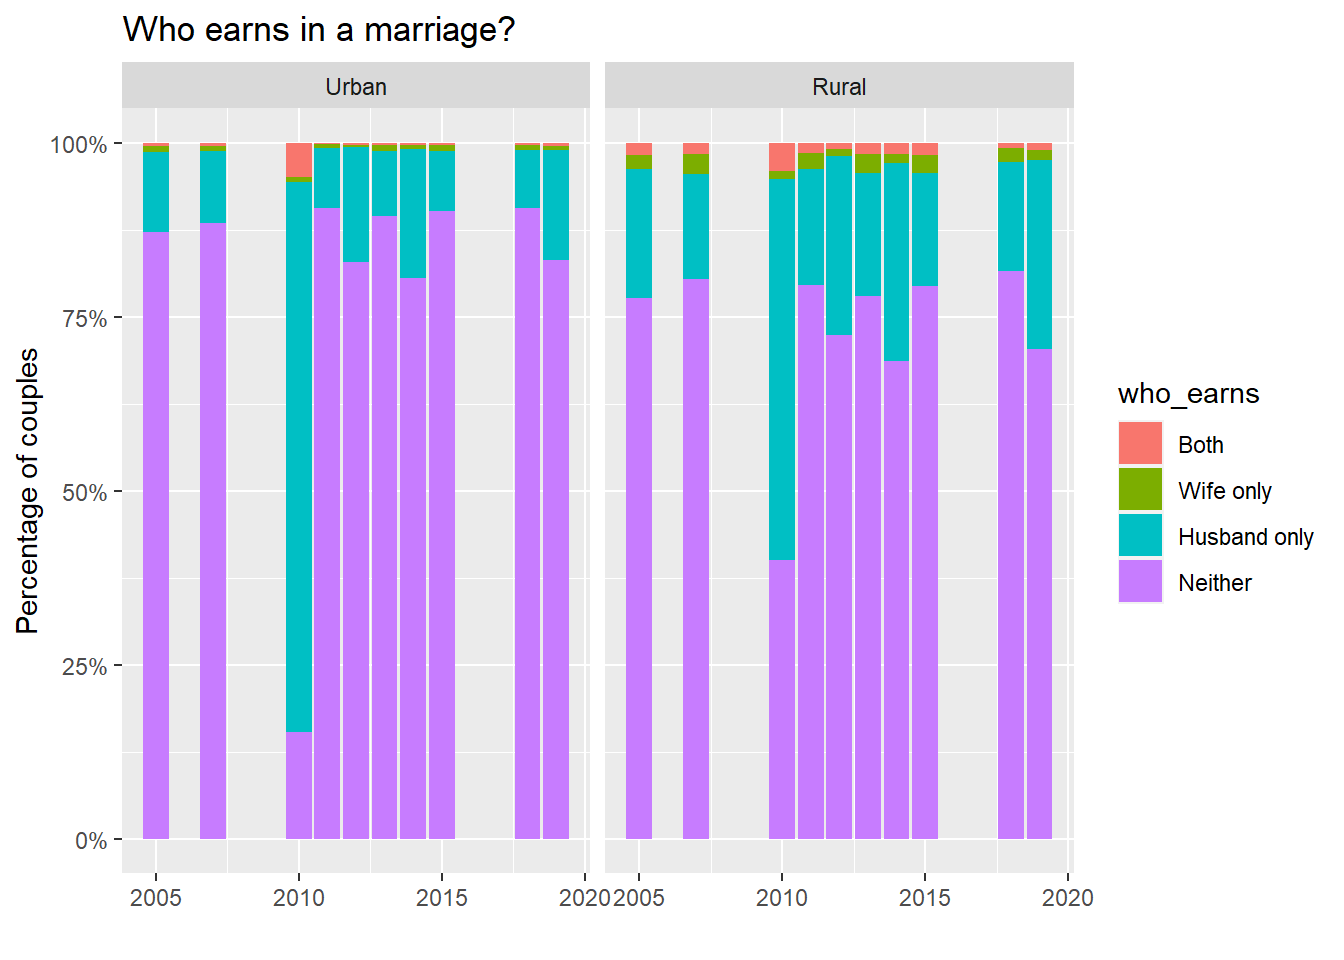 Who earns in a marriage?
Urban
Rural
100%
75%
50%
25%
0%
Percentage of couples
2005
2010
2015
2020
2005
2010
2015
2020
who_earns
Both
Wife only
Husband only
Neither